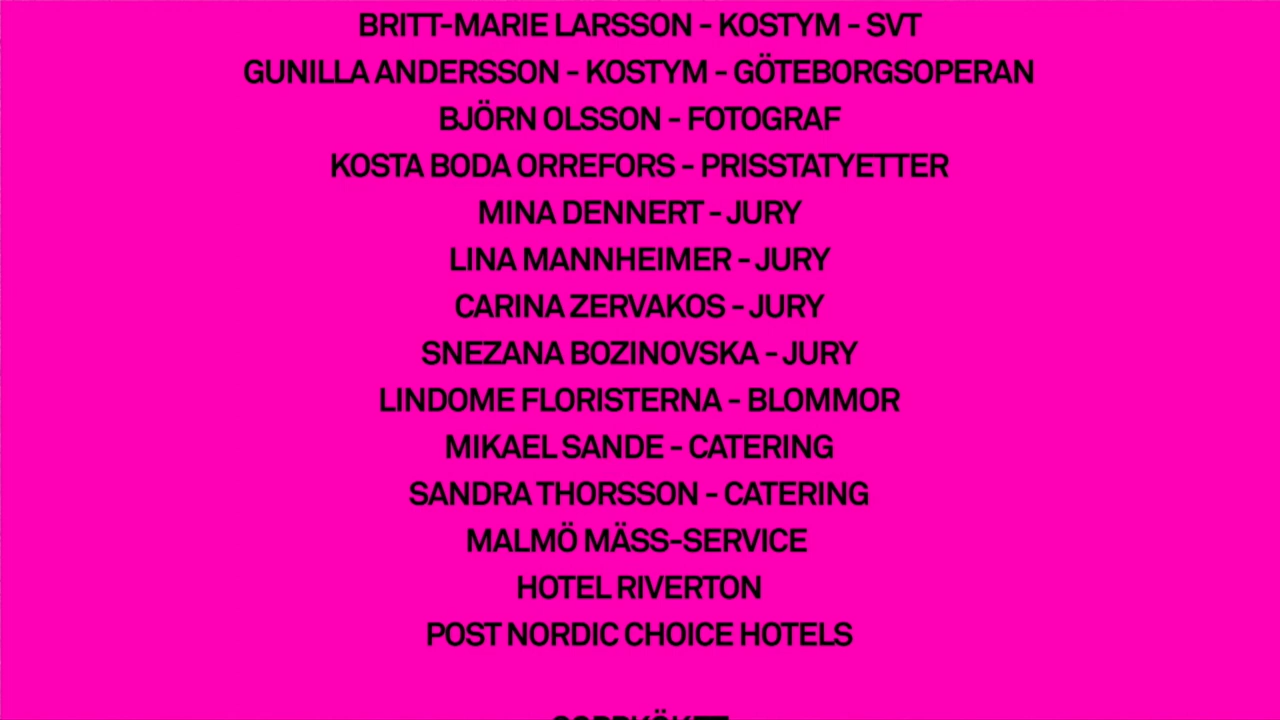 BRITT-MARIE LARSSON - KOSTYM - SVT
GUNILLA ANDERSSON - KOSTYM - GÖTEBORGSOPERAN
BJÖRN OLSSON - FOTOGRAF
KOSTA BODA ORREFORS - PRISSTATYETTER
MINA DENNERT - JURY
LINA MANNHEIMER - JURY
CARINA ZERVAKOS - JURY
SNEZANA BOZINOVSKA - JURY
LINDOME FLORISTERNA - BLOMMOR
MIKAEL SANDE - CATERING
SANDRA THORSSON - CATERING
MALMÖ MÄSS-SERVICE
HOTEL RIVERTON
POST NORDIC CHOICE HOTELS